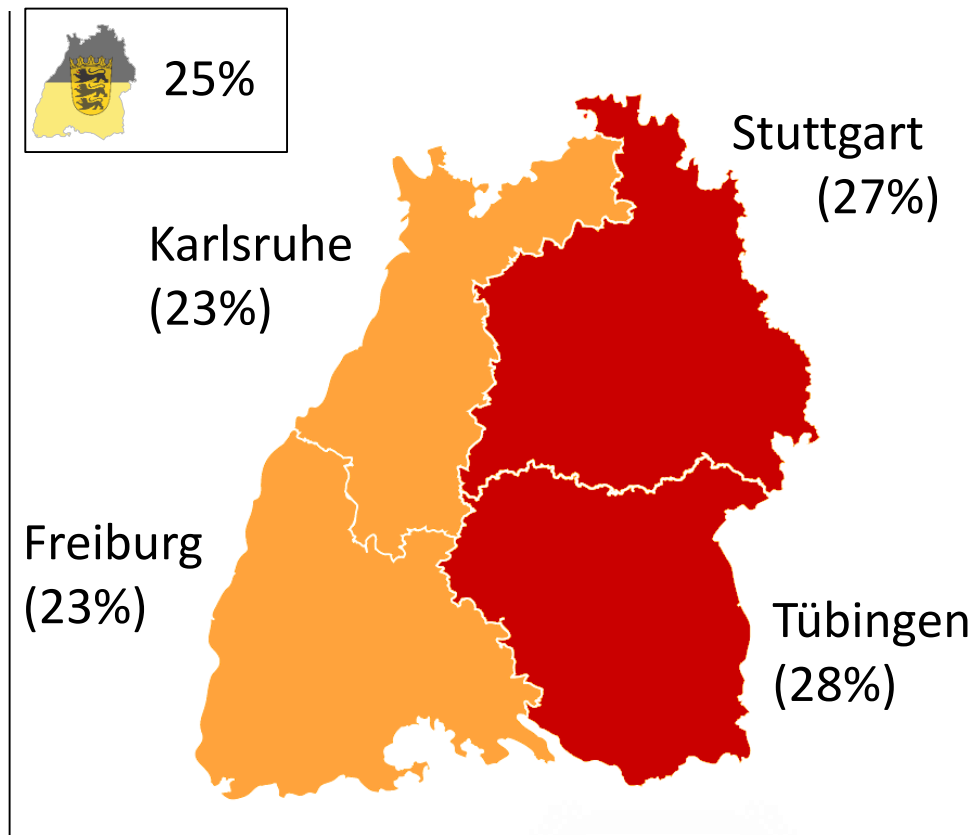 25%
Stuttgart
(27%)
Karlsruhe
(23%)
Freiburg
(23%)
Tübingen
(28%)